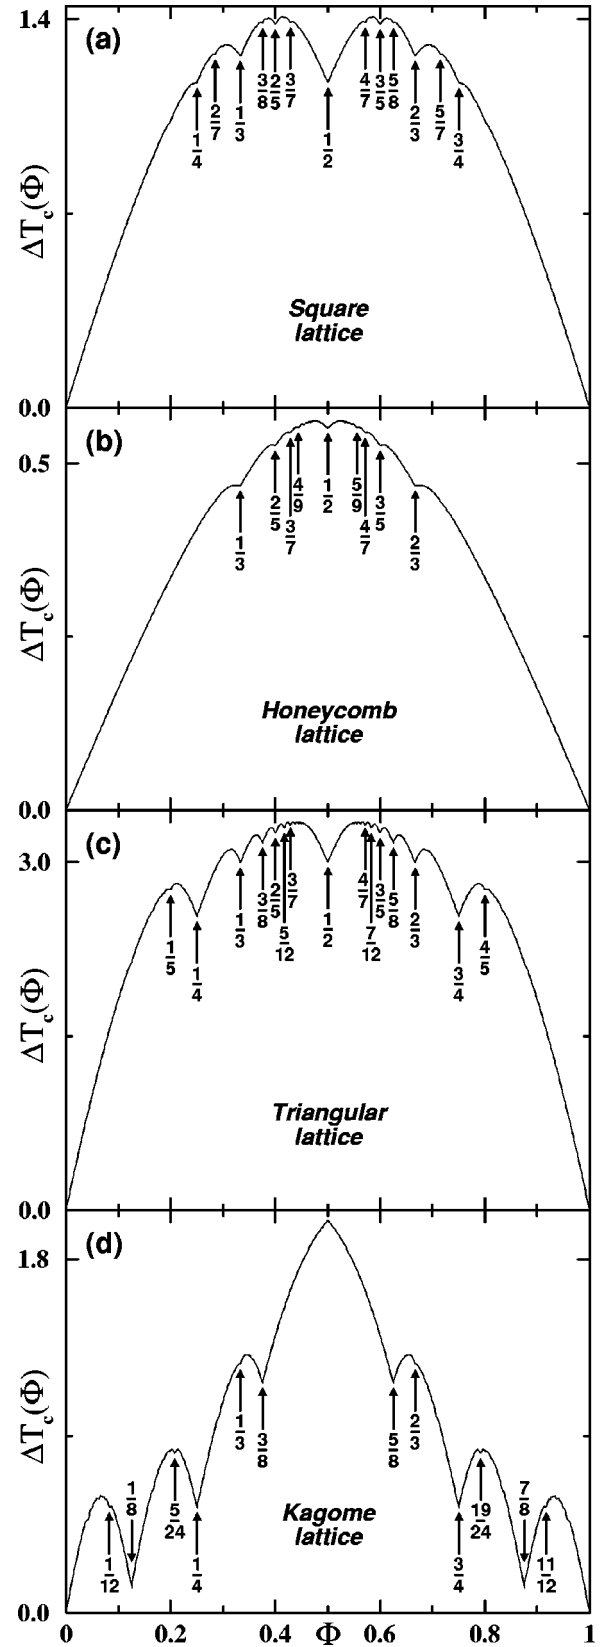 1.4
(a)
3/8 2/5 3/7 4/7 3/5 5/8
2/7 1/3 2/3 5/7
1/4 1/2 3/4
ΔTc(Φ)
Square
lattice
0.0
(b)
0.5
4/9 1/2 5/9
2/5 3/7 4/7 3/5
1/3 2/3
ΔTc(Φ)
Honeycomb
lattice
0.0
(c)
3.0
1/3 3/8 2/5 3/7 1/2 4/7 3/5 5/8 2/3
1/5 1/4 5/12 7/12 3/4 4/5
ΔTc(Φ)
Triangular
lattice
0.0
(d)
1.8
1/3 3/8 5/8 2/3
ΔTc(Φ)
1/8 5/24 19/24 7/8
Kagome
lattice
1/12 1/4 3/4 11/12
0.0
0 0.2 0.4 Φ 0.6 0.8 1